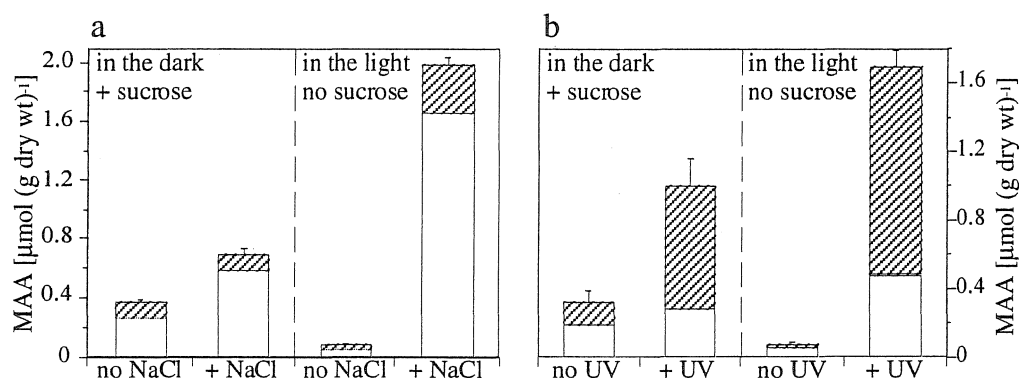 a
MAA [µmol (g dry wt)-1]
2.0
1.6
1.2
0.8
0.4
0
in the dark
+ sucrose
in the light
no sucrose
no NaCl
+ NaCl
no NaCl
+ NaCl
b
in the dark
+ sucrose
in the light
no sucrose
no UV
+ UV
no UV
+ UV
1.6
1.2
0.8
0.4
0
MAA [µmol (g dry wt)-1]